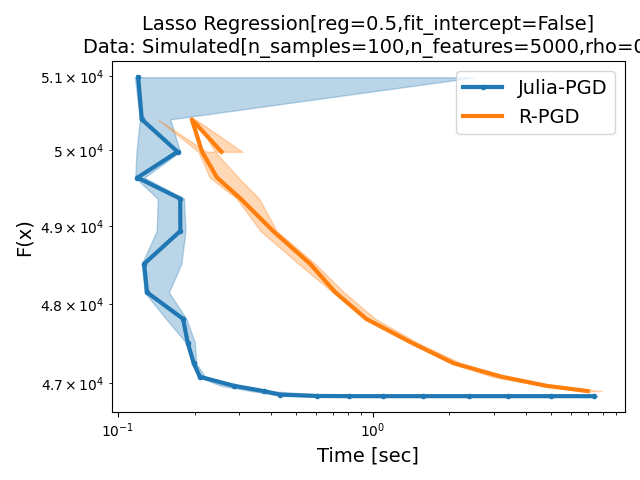 Lasso Regression[reg=0.5,fit_intercept=False]
Data: Simulated[n_samples=100,n_features=5000,rho=0
5.1 × 10⁴
5 × 10⁴
4.9 × 10⁴
4.8 × 10⁴
4.7 × 10⁴
F(x)
Julia-PGD
R-PGD
10⁻¹
10⁰
Time [sec]